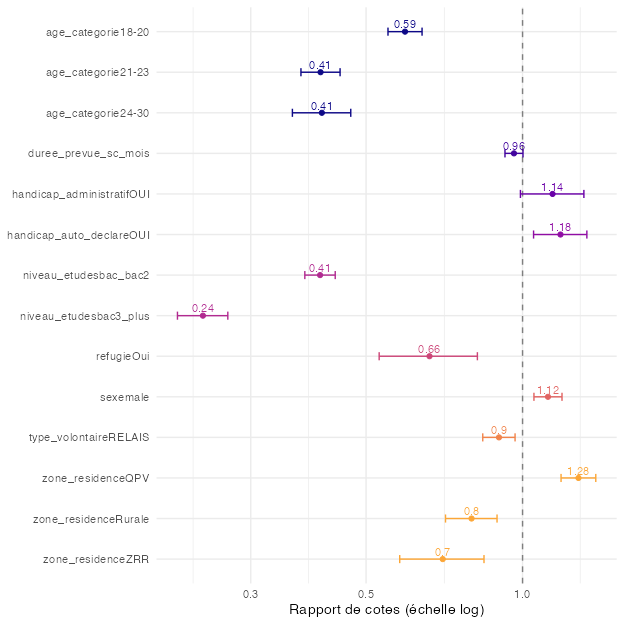 age_categorie18-20
0.59
age_categorie21-23
0.41
age_categorie24-30
0.41
duree_prevue_sc_mois
0.96
handicap_administratifOUI
1.14
handicap_auto_declareOUI
1.18
niveau_etudesbac_bac2
0.41
niveau_etudesbac3_plus
0.24
refugieOui
0.66
sexemale
1.12
type_volontaireRELAIS
0.9
zone_residenceQPV
1.28
zone_residenceRurale
0.8
zone_residenceZRR
0.7
0.3 0.5 1.0
Rapport de cotes (échelle log)